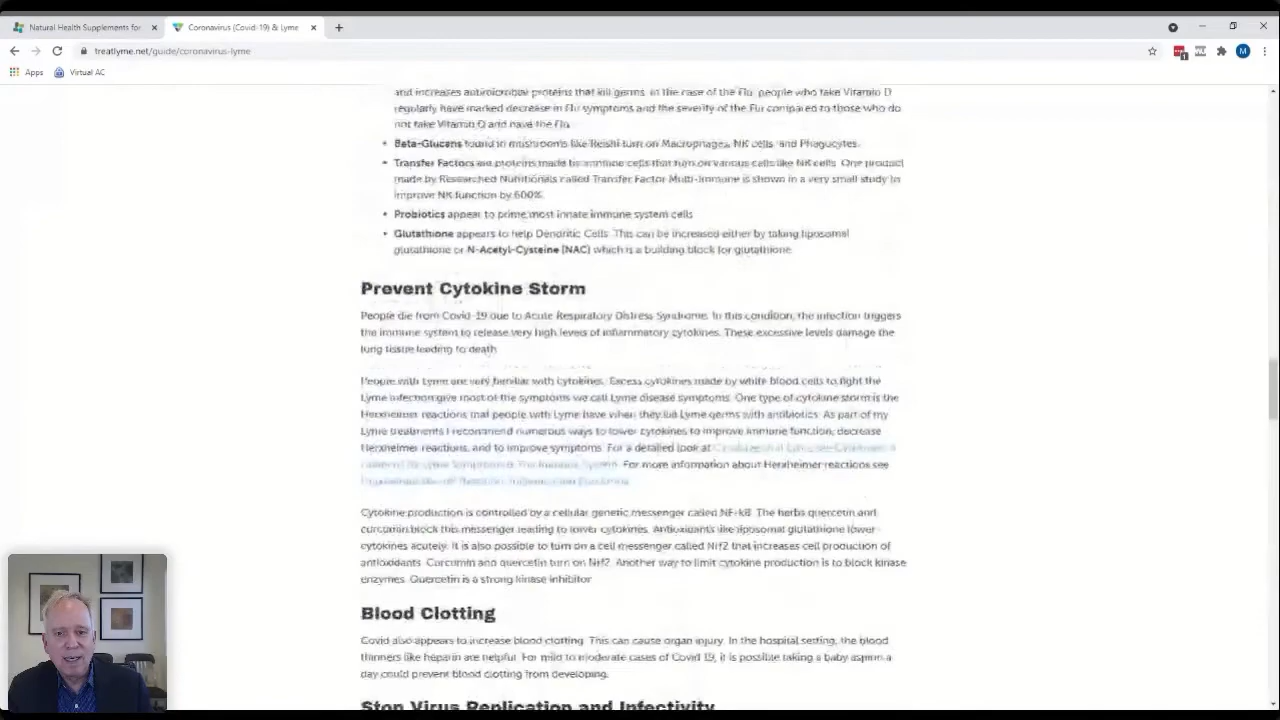 Natural Health Supplements for
Coronavirus (Covid-19) & Lyme
treatlyme.net/guide/coronavirus-lyme
M
Apps
Virtual AC
and increases antimicrobial proteins that kill germs. In the case of the Flu, people who take Vitamin D
regularly have marked decrease in Flu symptoms and the severity of the Flu compared to those who do
not take Vitamin D and have the Flu.
• Beta-Glucans found in mushrooms like Reishi turn on Macrophages, NK cells, and Phagocytes.
• Transfer Factors are proteins made by immune cells that turn on various cells like NK cells. One product
made by Researched Nutritionals called Transfer Factor Multi-Immune is shown in a very small study to
improve NK function by 600%.
• Probiotics appear to prime most innate immune system cells
• Glutathione appears to help Dendritic Cells. This can be increased either by taking liposomal
glutathione or N-Acetyl-Cysteine (NAC) which is a building block for glutathione.
Prevent Cytokine Storm
People die from Covid-19 due to Acute Respiratory Distress Syndrome. In this condition, the infection triggers
the immune system to release very high levels of inflammatory cytokines. These excessive levels damage the
lung tissue leading to death.
People with Lyme are very familiar with cytokines. Excess cytokines made by white blood cells to fight the
Lyme infection give most of the symptoms we call Lyme disease symptoms. One type of cytokine storm is the
Herxheimer reactions that people with Lyme have when they kill Lyme germs with antibiotics. As part of my
Lyme treatments I recommend numerous ways to lower cytokines to improve immune function, decrease
Herxheimer reactions, and to improve symptoms. For a detailed look at
For more information about Herxheimer reactions see
Cytokine production is controlled by a cellular genetic messenger called NF-kB. The herbs quercetin and
curcumin block this messenger leading to lower cytokines. Antioxidants like liposomal glutathione lower
cytokines acutely. It is also possible to turn on a cell messenger called Nrf2 that increases cell production of
antioxidants. Curcumin and quercetin turn on Nrf2. Another way to limit cytokine production is to block kinase
enzymes. Quercetin is a strong kinase inhibitor
Blood Clotting
Covid also appears to increase blood clotting. This can cause organ injury. In the hospital setting, the blood
thinners like heparin are helpful. For mild to moderate cases of Covid 19, it is possible taking a baby aspirin a
day could prevent blood clotting from developing.
Stop Virus Replication and Infectivity